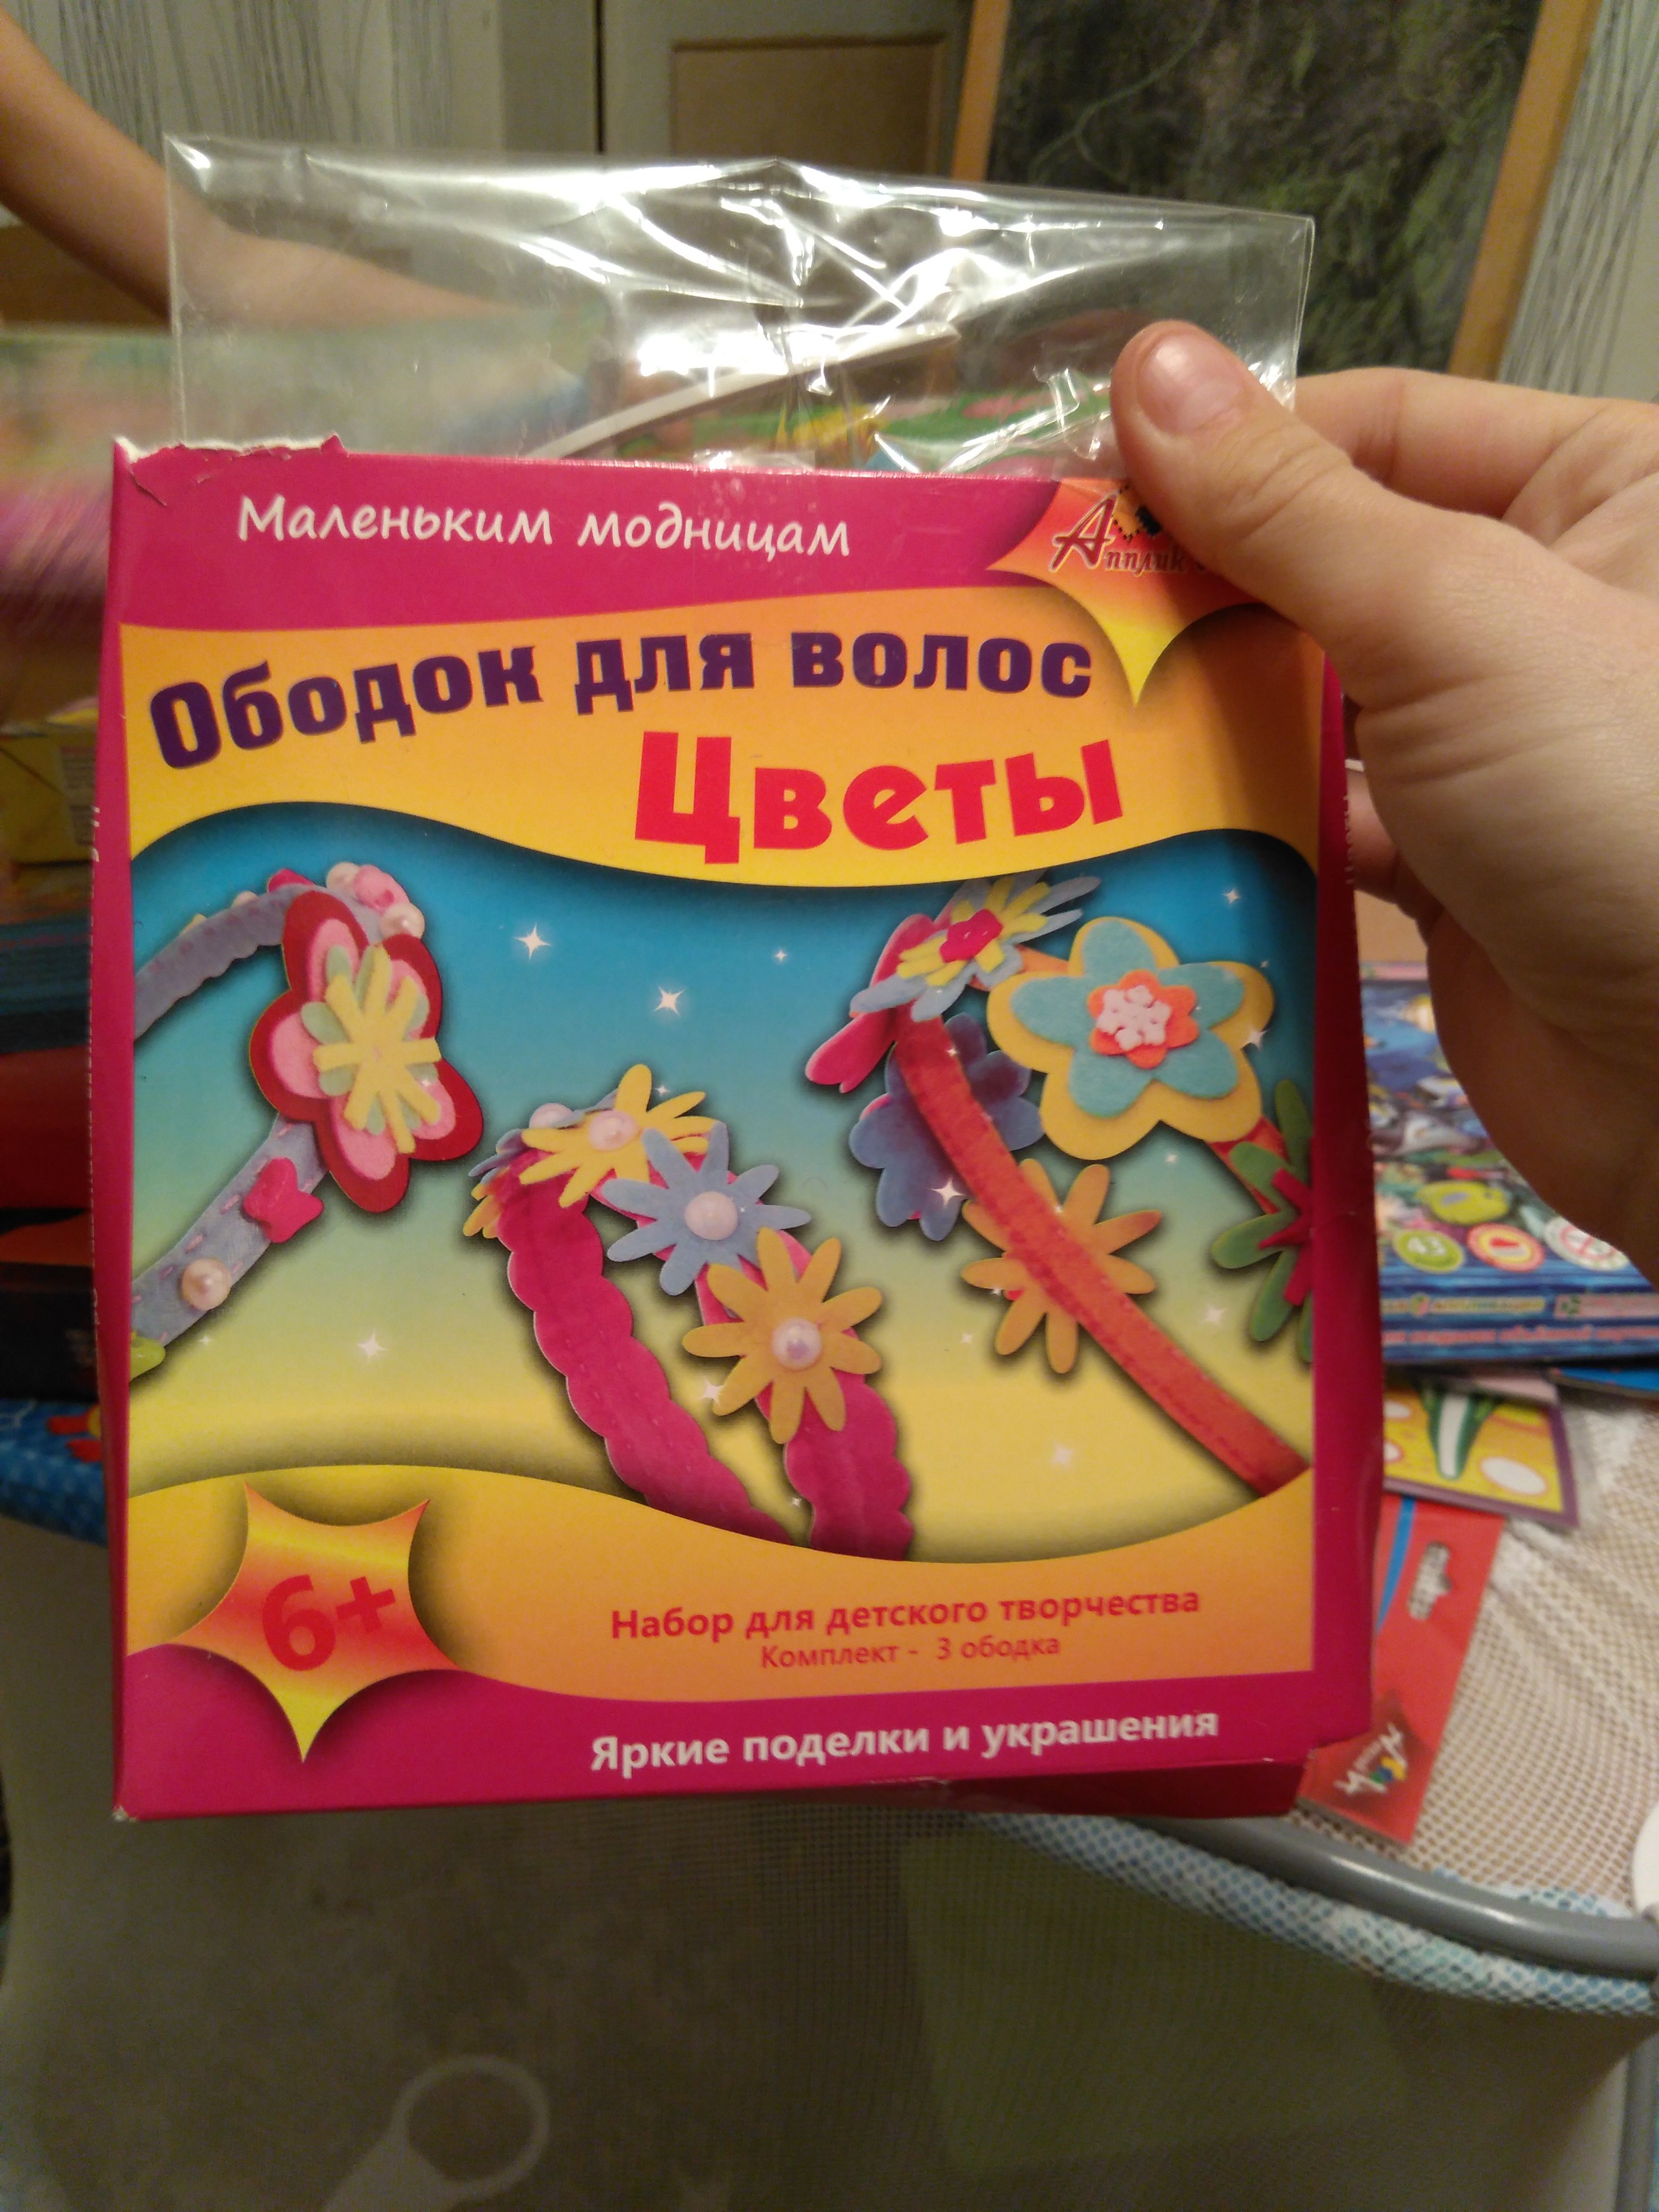 Маленьким модницам
Ободок для волос
Цветы
6+
Набор для детского творчества
Комплект - 3 ободка
Яркие поделки и украшения